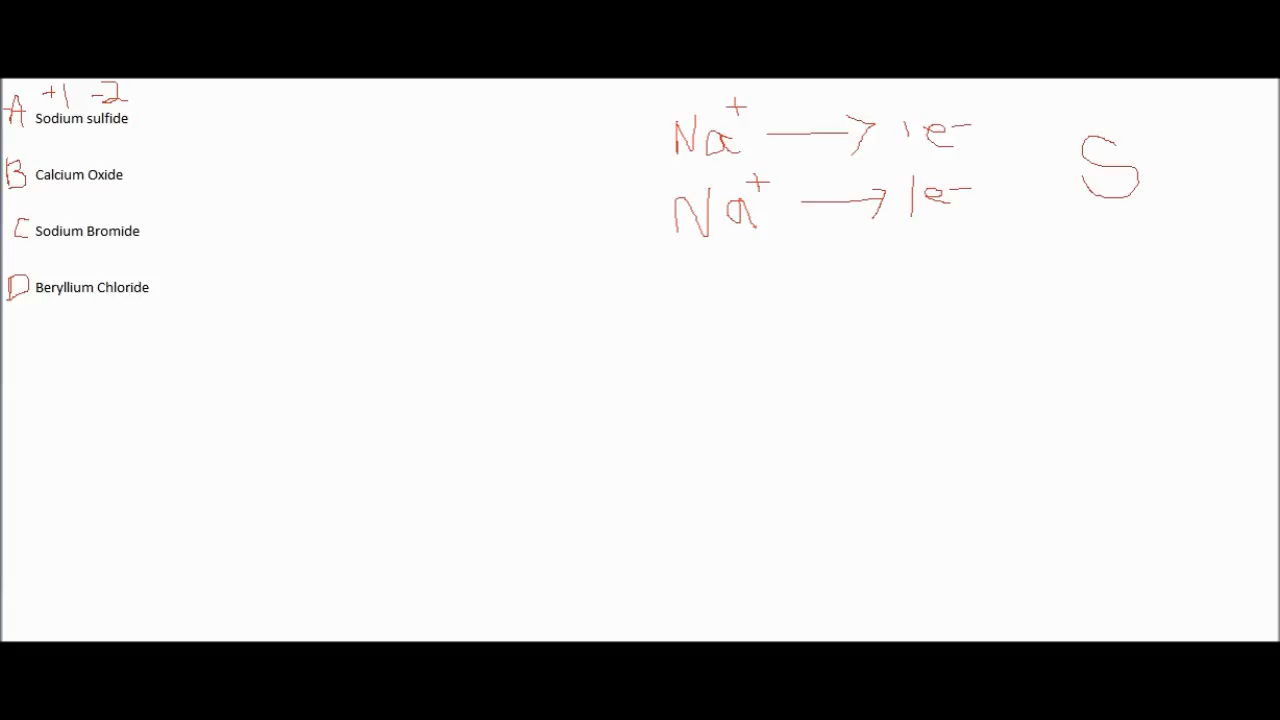 +1 -2
A Sodium sulfide
B Calcium Oxide
C Sodium Bromide
D Beryllium Chloride
Na+ → 1e-
Na+ → 1e-
S